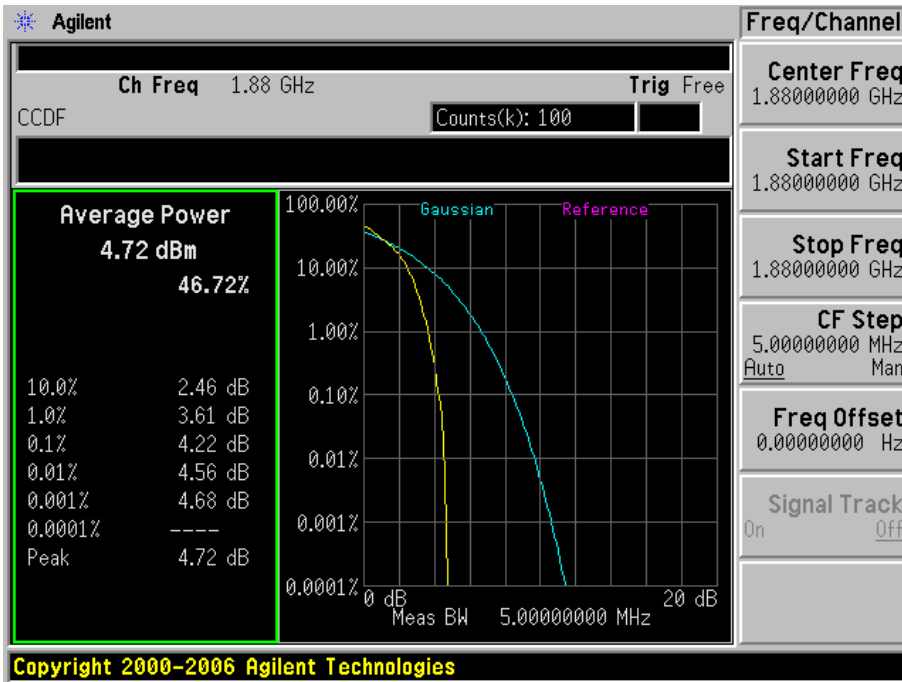 Agilent
Freq/Channel
Ch Freq 1.88 GHz
Trig Free
CCDF
Counts(k): 100
Average Power
4.72 dBm
46.72%
10.0% 2.46 dB
1.0% 3.61 dB
0.1% 4.22 dB
0.01% 4.56 dB
0.001% 4.68 dB
0.0001% ----
Peak 4.72 dB
Gaussian
Reference
100.00%
10.00%
1.00%
0.10%
0.01%
0.001%
0.0001%
0 dB
20 dB
Meas BW 5.00000000 MHz
Center Freq
1.88000000 GHz
Start Freq
1.88000000 GHz
Stop Freq
1.88000000 GHz
CF Step
5.00000000 MHz
Auto Man
Freq Offset
0.00000000 Hz
Signal Track
On Off
Copyright 2000-2006 Agilent Technologies